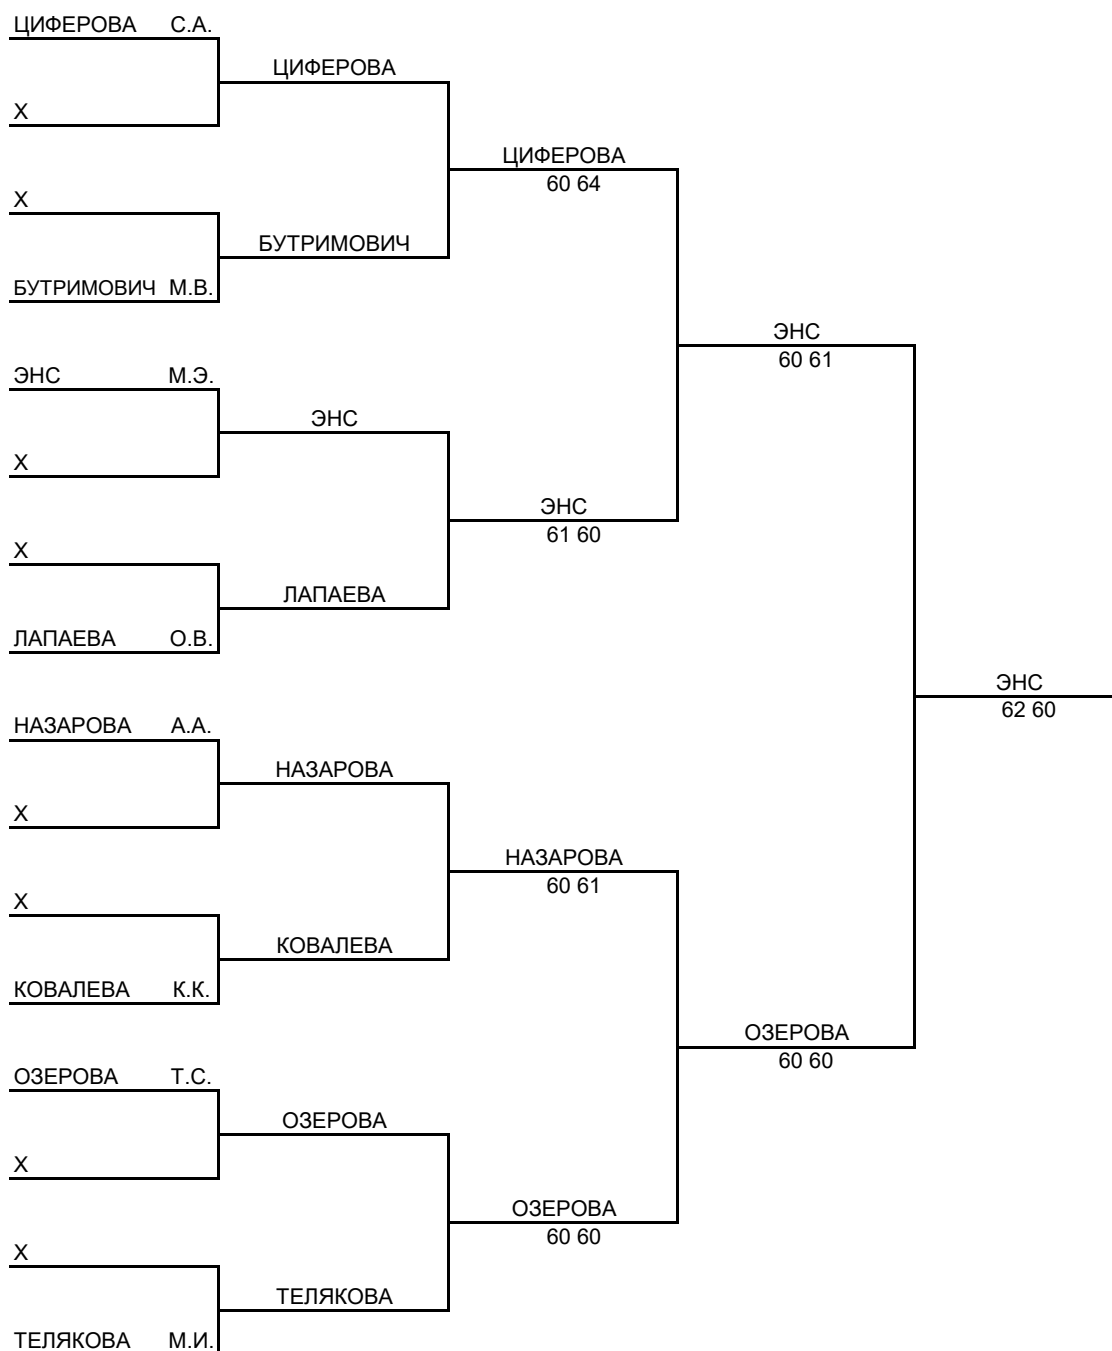 ЦИФЕРОВА С.А.
ЦИФЕРОВА
Х
ЦИФЕРОВА
60 64
Х
БУТРИМОВИЧ
БУТРИМОВИЧ М.В.
ЭНС
60 61
ЭНС М.Э.
ЭНС
Х
ЭНС
61 60
Х
ЛАПАЕВА
ЛАПАЕВА О.В.
ЭНС
62 60
НАЗАРОВА А.А.
НАЗАРОВА
Х
НАЗАРОВА
60 61
Х
КОВАЛЕВА
КОВАЛЕВА К.К.
ОЗЕРОВА
60 60
ОЗЕРОВА Т.С.
ОЗЕРОВА
Х
ОЗЕРОВА
60 60
Х
ТЕЛЯКОВА
ТЕЛЯКОВА М.И.